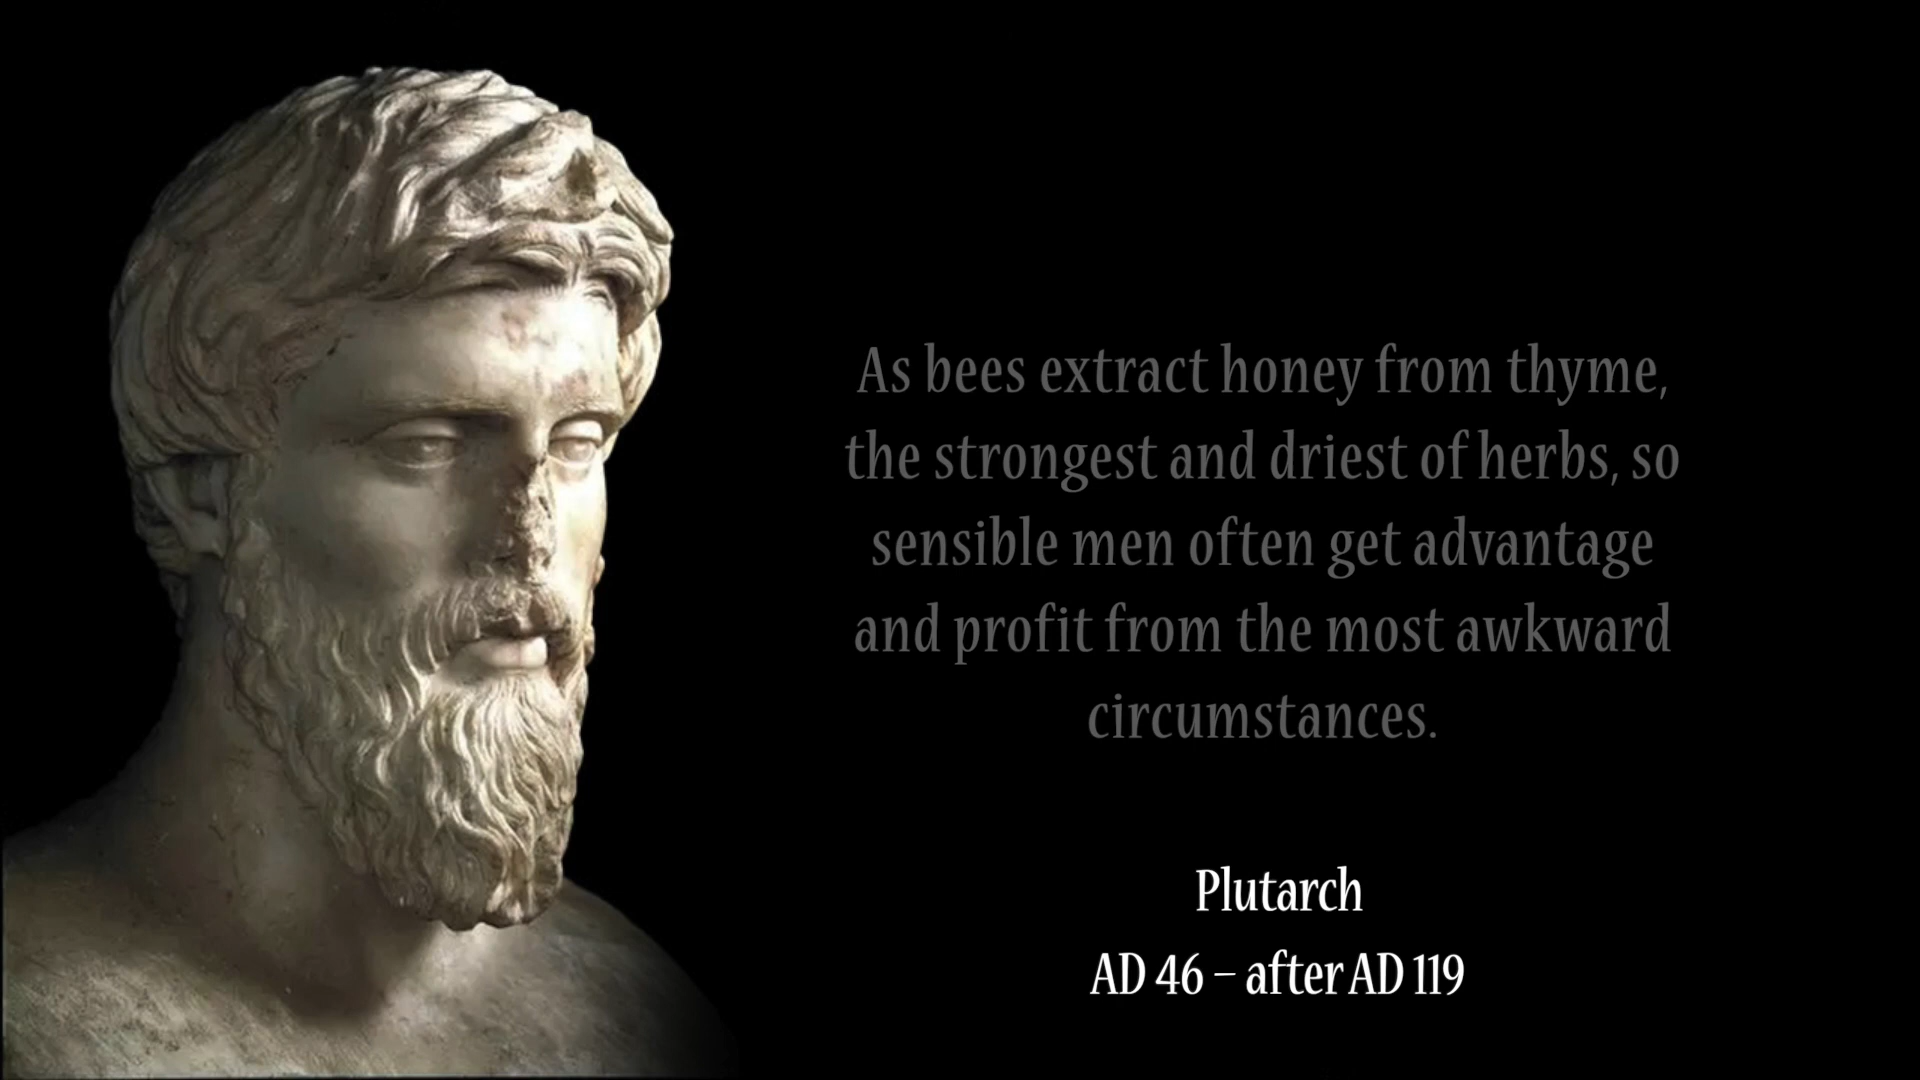 As bees extract honey from thyme,
the strongest and driest of herbs, so
sensible men often get advantage
and profit from the most awkward
circumstances.
Plutarch
AD 46 – after AD 119